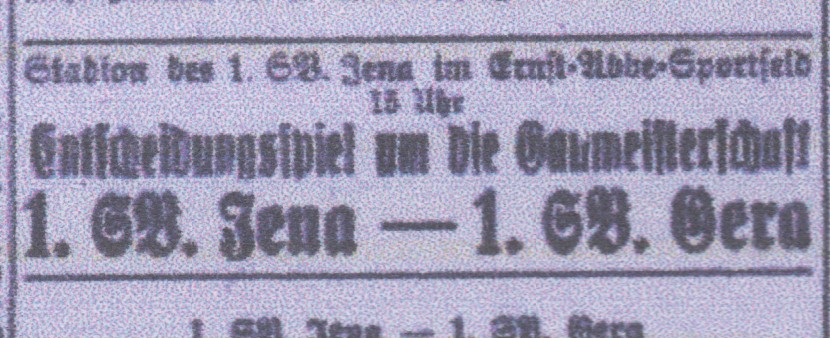 Stadion des 1. SV. Jena im Ernst-Abbe-Sportfeld
15 Uhr
Entscheidungsspiel um die Gaumeisterschaft
1. SV. Jena — 1. SV. Gera
1. SV. Jena — 1. SV. Gera